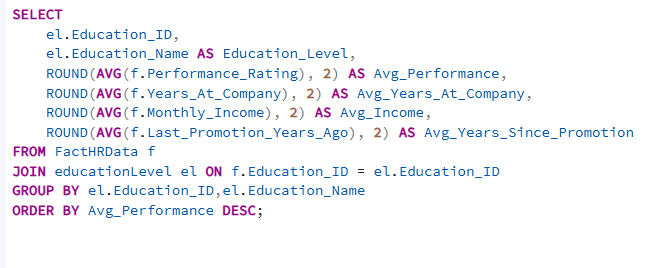 SELECT
el.Education_ID,
el.Education_Name AS Education_Level,
ROUND(AVG(f.Performance_Rating), 2) AS Avg_Performance,
ROUND(AVG(f.Years_At_Company), 2) AS Avg_Years_At_Company,
ROUND(AVG(f.Monthly_Income), 2) AS Avg_Income,
ROUND(AVG(f.Last_Promotion_Years_Ago), 2) AS Avg_Years_Since_Promotion
FROM FactHRData f
JOIN educationLevel el ON f.Education_ID = el.Education_ID
GROUP BY el.Education_ID,el.Education_Name
ORDER BY Avg_Performance DESC;